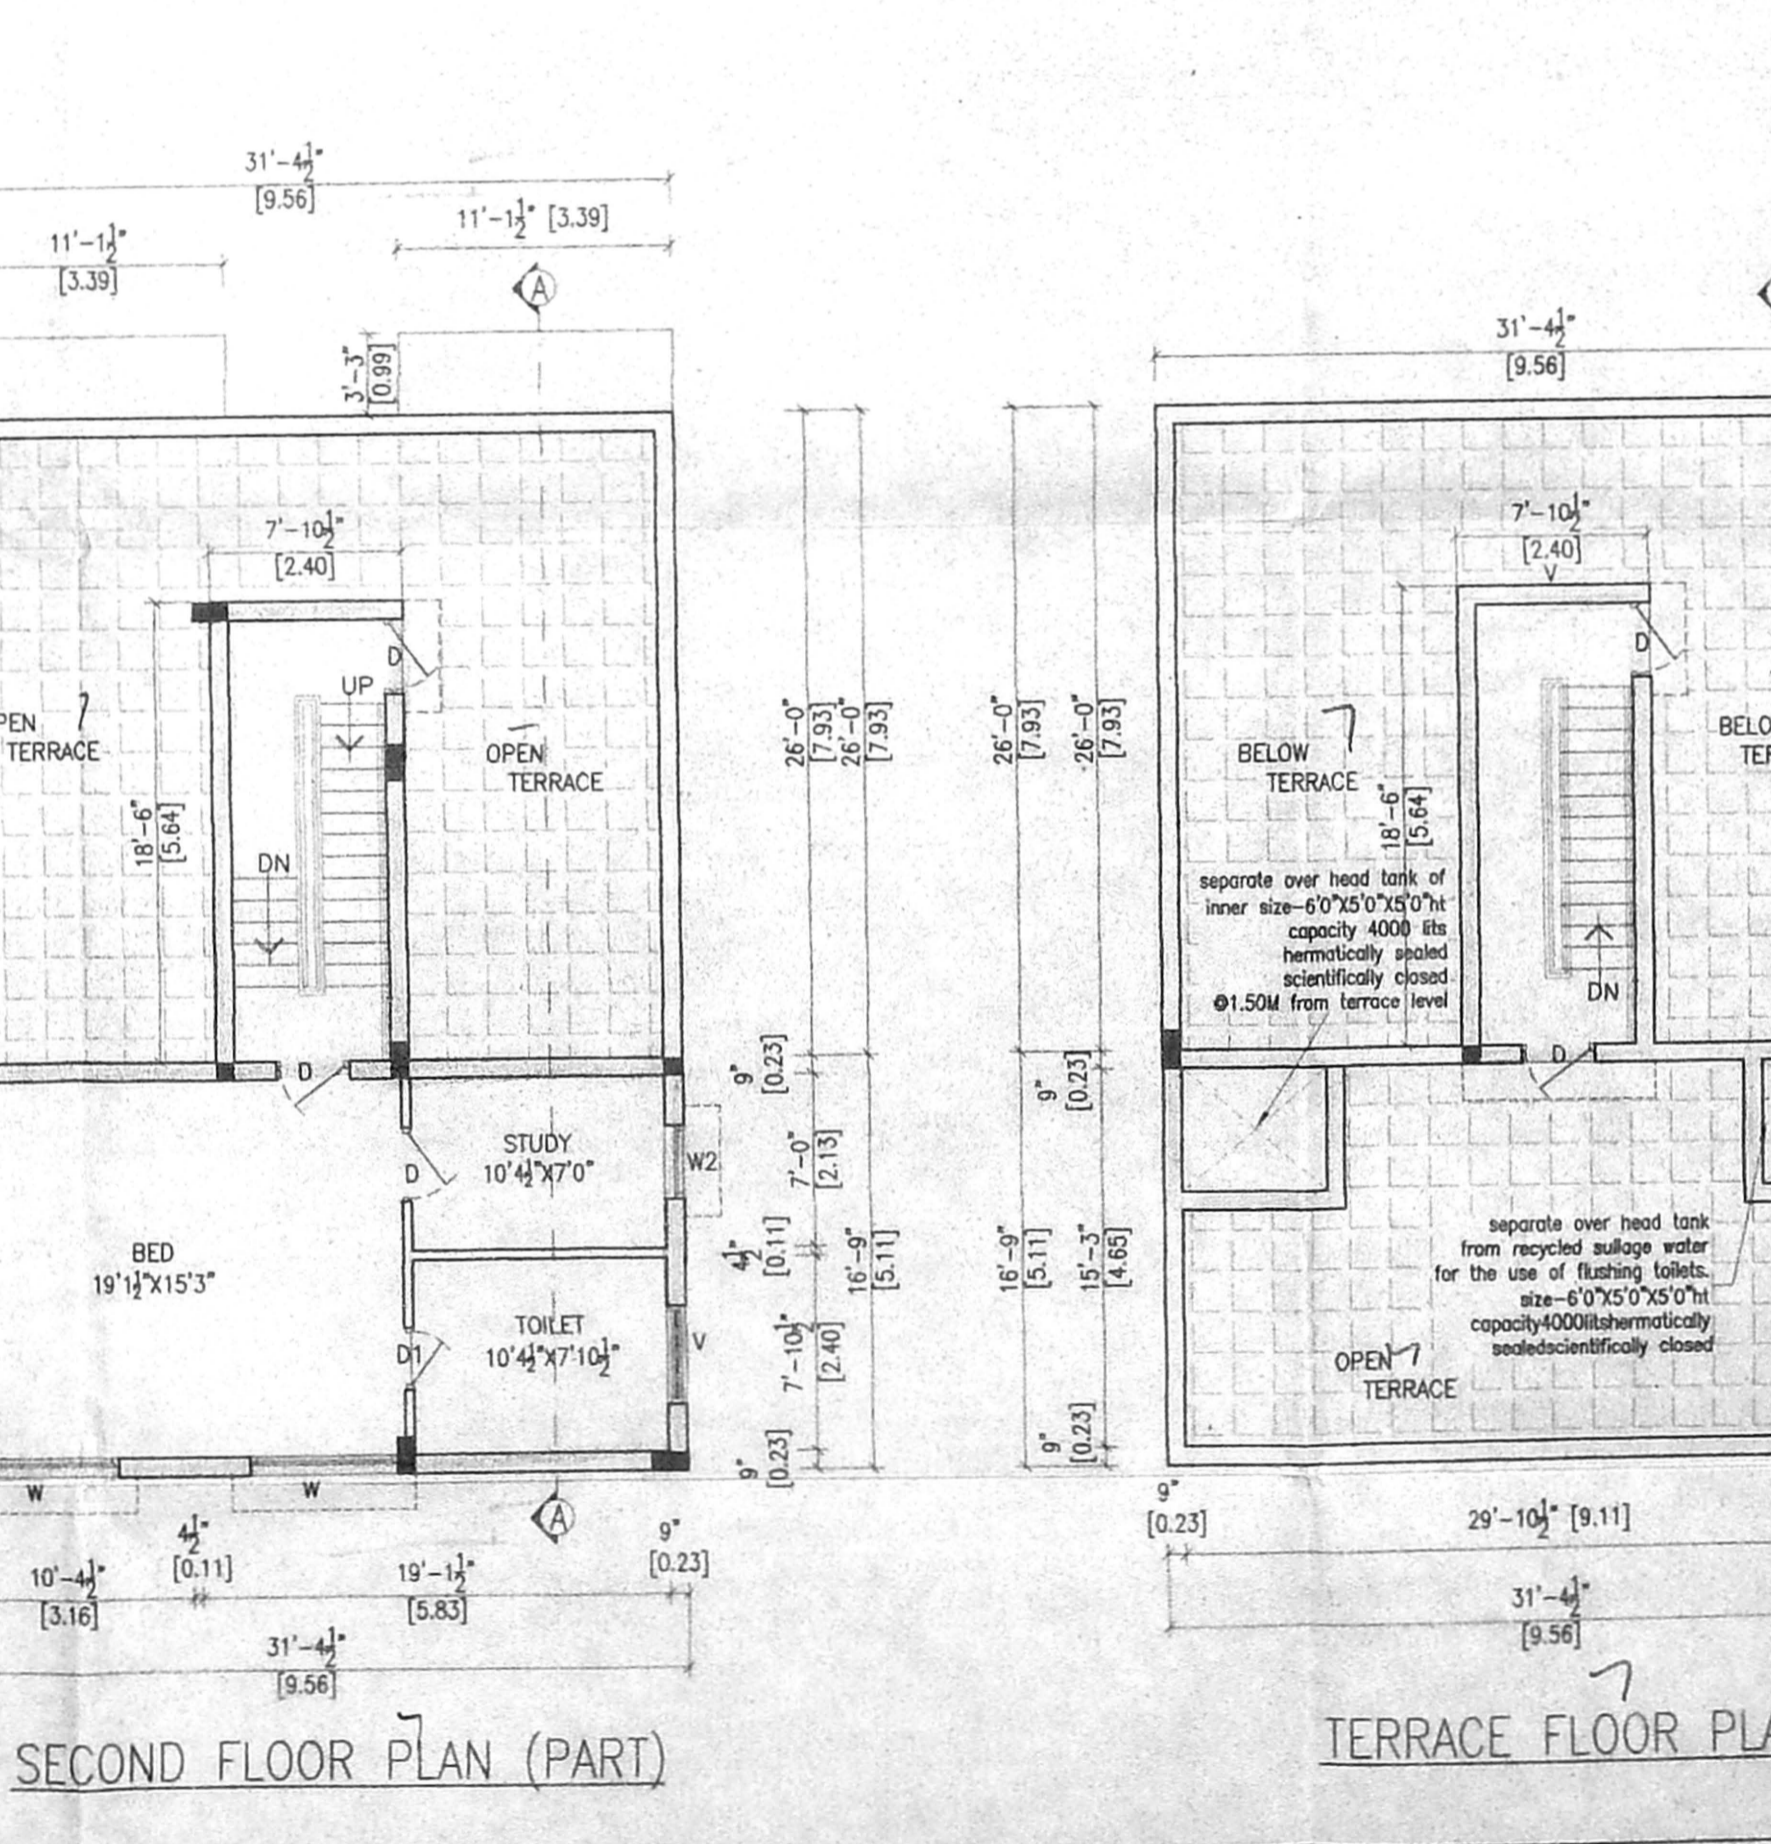 31'-4½"
[9.56]
11'-1½" [3.39]
11'-1½"
[3.39]
A
3'-3"
[0.99]
7'-10½"
[2.40]
D
UP
OPEN
TERRACE
TERRACE
18'-6"
[5.64]
DN
26'-0"
[7.93]
26'-0"
[7.93]
D
9"
[0.23]
STUDY
10'4½"X7'0"
D
W2
7'-0"
[2.13]
BED
19'1½"X15'3"
4½"
[0.11]
16'-9"
[5.11]
TOILET
10'4½"X7'10½"
D1
V
7'-10½"
[2.40]
9"
[0.23]
W
W
A
4½"
[0.11]
9"
[0.23]
10'-4½"
[3.16]
19'-1½"
[5.83]
31'-4½"
[9.56]
SECOND FLOOR PLAN (PART)
31'-4½"
[9.56]
7'-10½"
[2.40]
V
D
26'-0"
[7.93]
26'-0"
[7.93]
BELOW
TERRACE
18'-6"
[5.64]
separate over head tank of
inner size-6'0"X5'0"X5'0"ht
capacity 4000 lits
hermatically sealed
scientifically closed
@1.50M from terrace level
DN
D
9"
[0.23]
16'-9"
[5.11]
15'-3"
[4.65]
separate over head tank
from recycled sullage water
for the use of flushing toilets.
size-6'0"X5'0"X5'0"ht
capacity4000litshermatically
sealedscientifically closed
OPEN
TERRACE
9"
[0.23]
9"
[0.23]
29'-10½" [9.11]
31'-4½"
[9.56]
TERRACE FLOOR